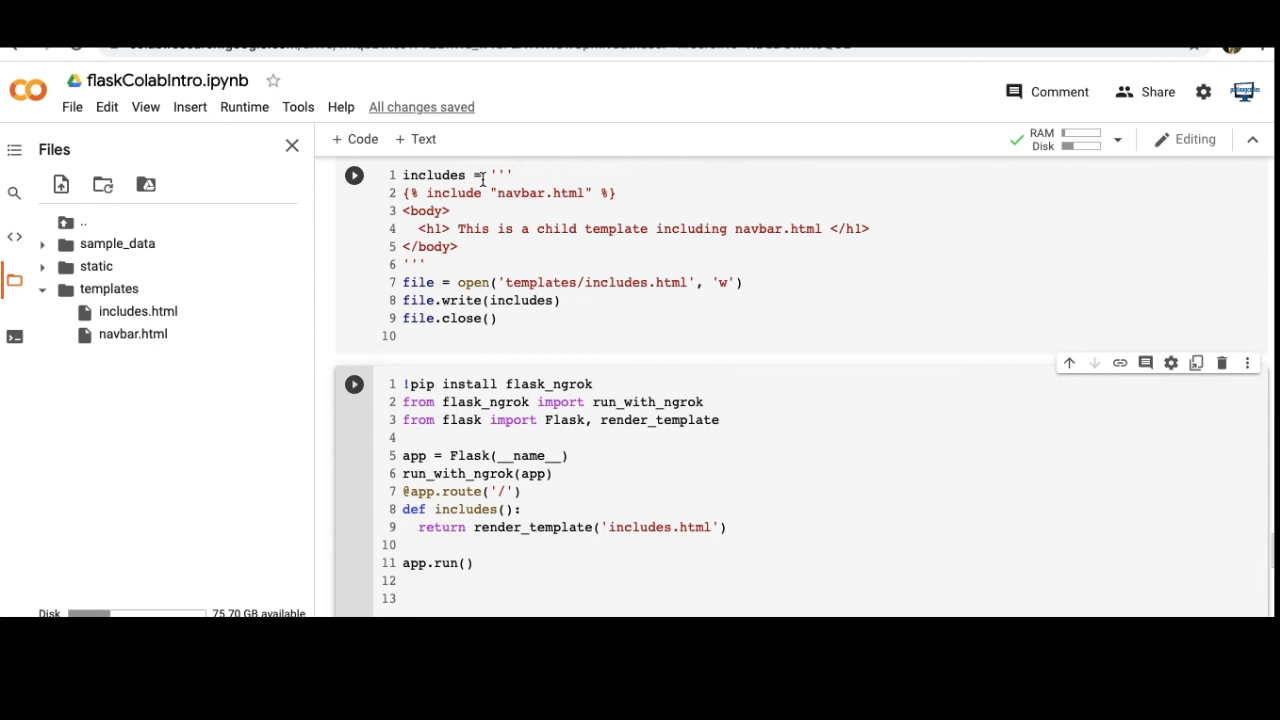 flaskColabIntro.ipynb
File Edit View Insert Runtime Tools Help All changes saved
Comment Share
Files
+ Code + Text
RAM
Disk
Editing
..
sample_data
static
templates
includes.html
navbar.html
Disk 75.70 GB available
1 includes = '''
2 {% include "navbar.html" %}
3 <body>
4 <h1> This is a child template including navbar.html </h1>
5 </body>
6 '''
7 file = open('templates/includes.html', 'w')
8 file.write(includes)
9 file.close()
10
1 !pip install flask_ngrok
2 from flask_ngrok import run_with_ngrok
3 from flask import Flask, render_template
4
5 app = Flask(__name__)
6 run_with_ngrok(app)
7 @app.route('/')
8 def includes():
9 return render_template('includes.html')
10
11 app.run()
12
13